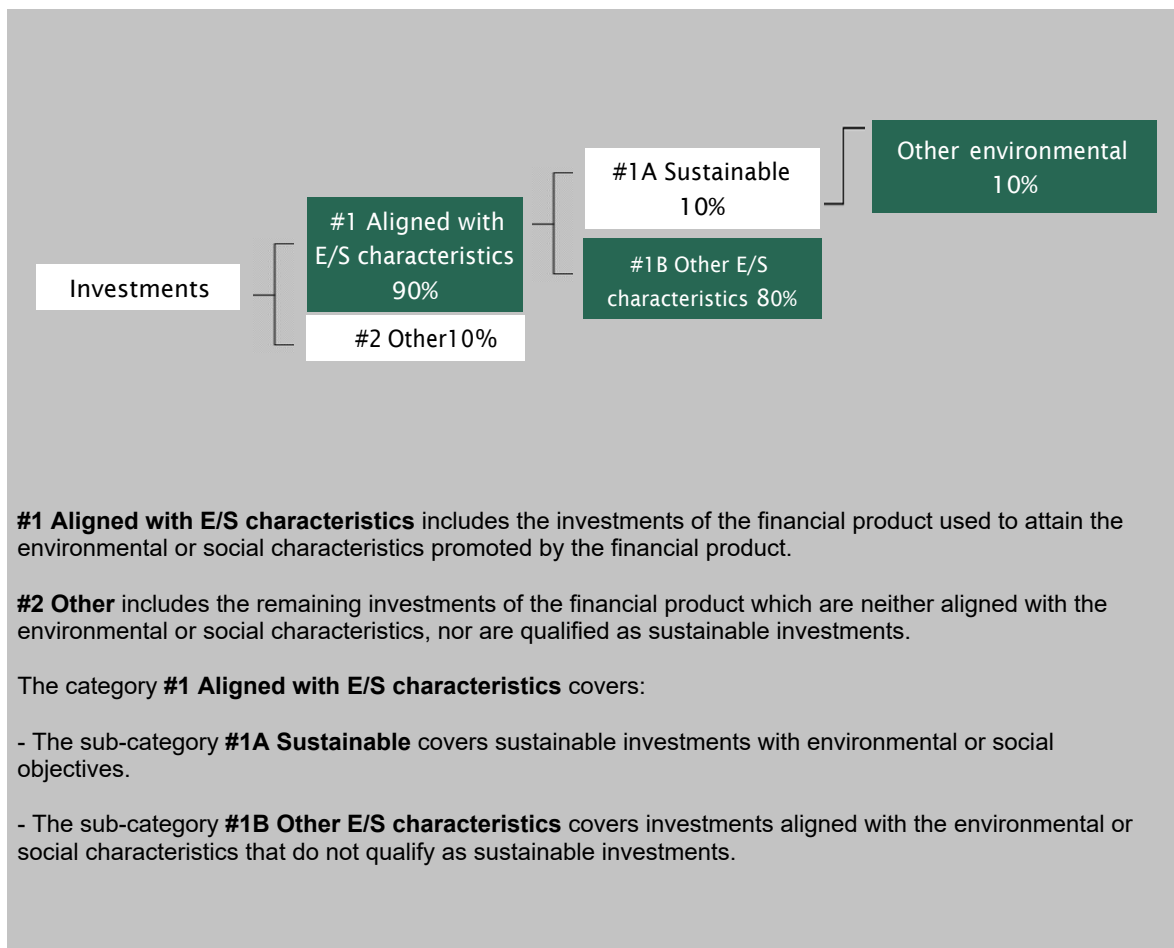 Investments
#1 Aligned with
E/S characteristics
90%
#2 Other10%
#1A Sustainable
10%
#1B Other E/S
characteristics 80%
Other environmental
10%
#1 Aligned with E/S characteristics includes the investments of the financial product used to attain the
environmental or social characteristics promoted by the financial product.
#2 Other includes the remaining investments of the financial product which are neither aligned with the
environmental or social characteristics, nor are qualified as sustainable investments.
The category #1 Aligned with E/S characteristics covers:
- The sub-category #1A Sustainable covers sustainable investments with environmental or social
objectives.
- The sub-category #1B Other E/S characteristics covers investments aligned with the environmental or
social characteristics that do not qualify as sustainable investments.